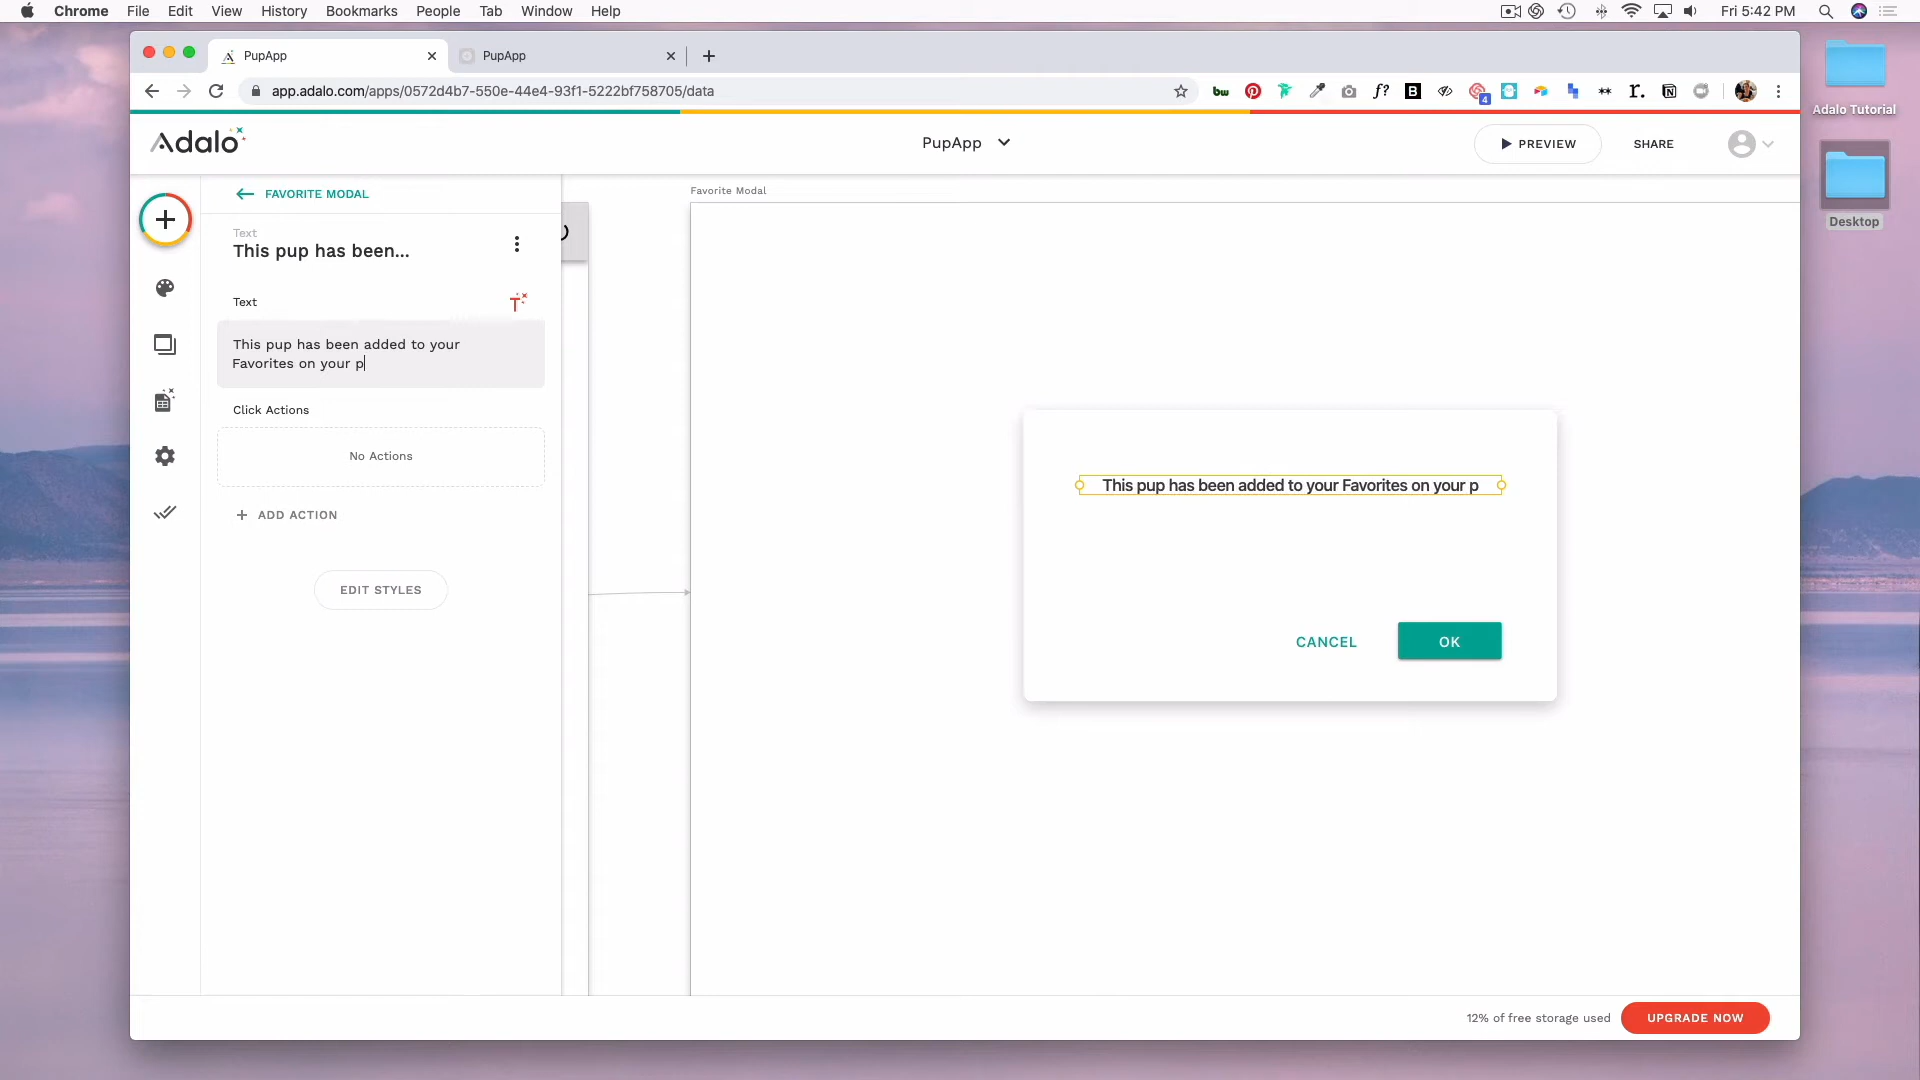 Chrome File Edit View History Bookmarks People Tab Window Help Fri 5:42 PM
PupApp PupApp
app.adalo.com/apps/0572d4b7-550e-44e4-93f1-5222bf758705/data
bw f? B 4 r.
Adalo Tutorial
Adalo PupApp PREVIEW SHARE
FAVORITE MODAL
Favorite Modal
Desktop
Text
This pup has been...
Text
This pup has been added to your
Favorites on your p
Click Actions
No Actions
This pup has been added to your Favorites on your p
ADD ACTION
EDIT STYLES
CANCEL OK
12% of free storage used UPGRADE NOW